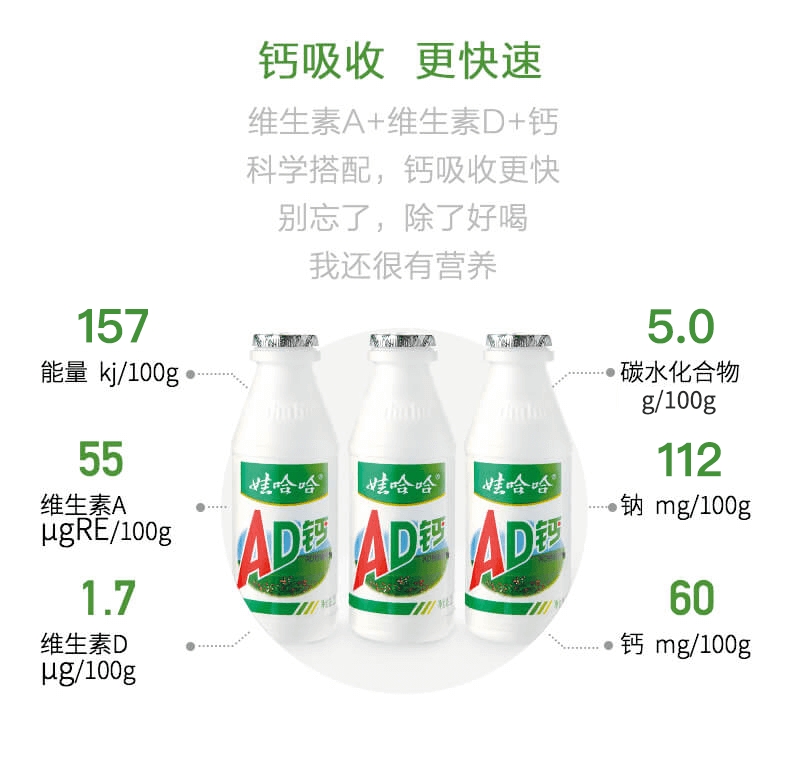 钙吸收 更快速
维生素A+维生素D+钙
科学搭配，钙吸收更快
别忘了，除了好喝
我还很有营养
157
能量 kj/100g
5.0
碳水化合物
g/100g
55
维生素A
μgRE/100g
112
钠 mg/100g
1.7
维生素D
μg/100g
60
钙 mg/100g
娃哈哈®
AD钙
娃哈哈®
AD钙
娃哈哈®
AD钙